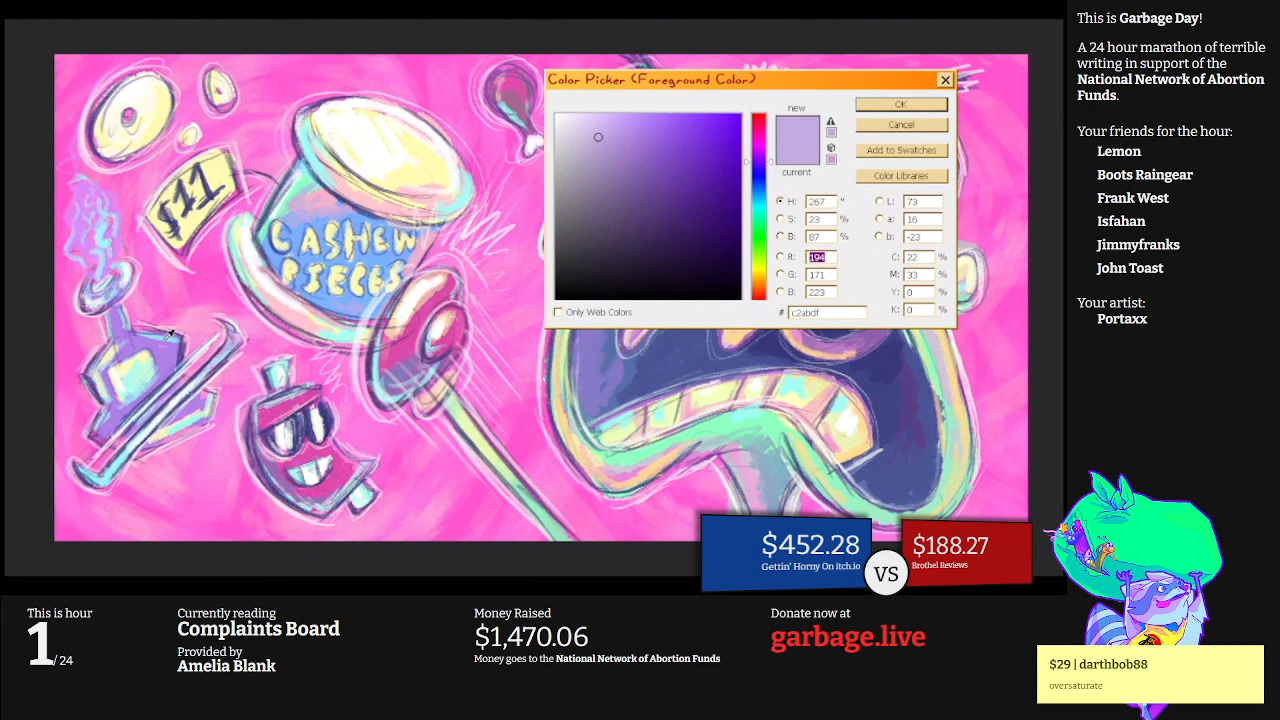 This is Garbage Day!
A 24 hour marathon of terrible
writing in support of the
National Network of Abortion
Funds.
Your friends for the hour:
Lemon
Boots Raingear
Frank West
Isfahan
Jimmyfranks
John Toast
Your artist:
Portaxx
$11
CASHEW
PIECES
Color Picker (Foreground Color)
new
current
OK
Cancel
Add to Swatches
Color Libraries
H: 267 °
S: 23 %
B: 87 %
R: 194
G: 171
B: 223
L: 73
a: 16
b: -23
C: 22 %
M: 33 %
Y: 0 %
K: 0 %
Only Web Colors
# c2abdf
$452.28
Gettin' Horny On itch.io
VS
$188.27
Brothel Reviews
This is hour
1 / 24
Currently reading
Complaints Board
Provided by
Amelia Blank
Money Raised
$1,470.06
Money goes to the National Network of Abortion Funds
Donate now at
garbage.live
$29 | darthbob88
oversaturate